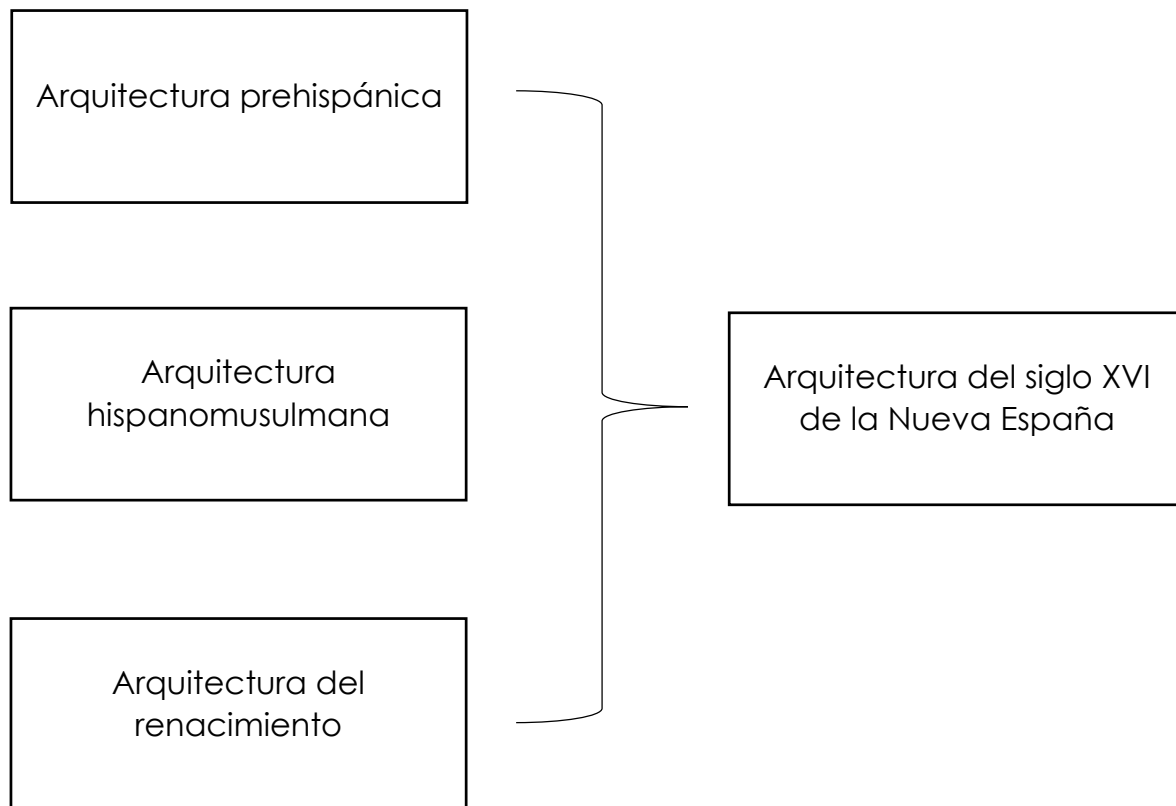 Arquitectura prehispánica
Arquitectura
hispanomusulmana
Arquitectura del
renacimiento
Arquitectura del siglo XVI
de la Nueva España